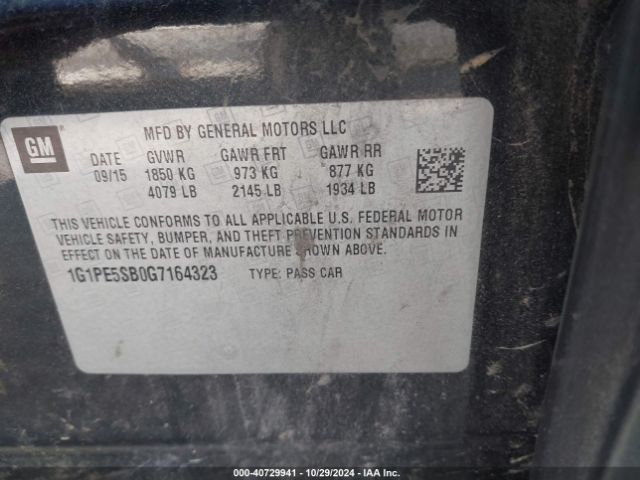 GM
MFD BY GENERAL MOTORS LLC
DATE GVWR GAWR FRT GAWR RR
09/15 1850 KG 973 KG 877 KG
4079 LB 2145 LB 1934 LB
THIS VEHICLE CONFORMS TO ALL APPLICABLE U.S. FEDERAL MOTOR
VEHICLE SAFETY, BUMPER, AND THEFT PREVENTION STANDARDS IN
EFFECT ON THE DATE OF MANUFACTURE SHOWN ABOVE.
1G1PE5SB0G7164323 TYPE: PASS CAR
000-40729941 - 10/29/2024 - IAA Inc.